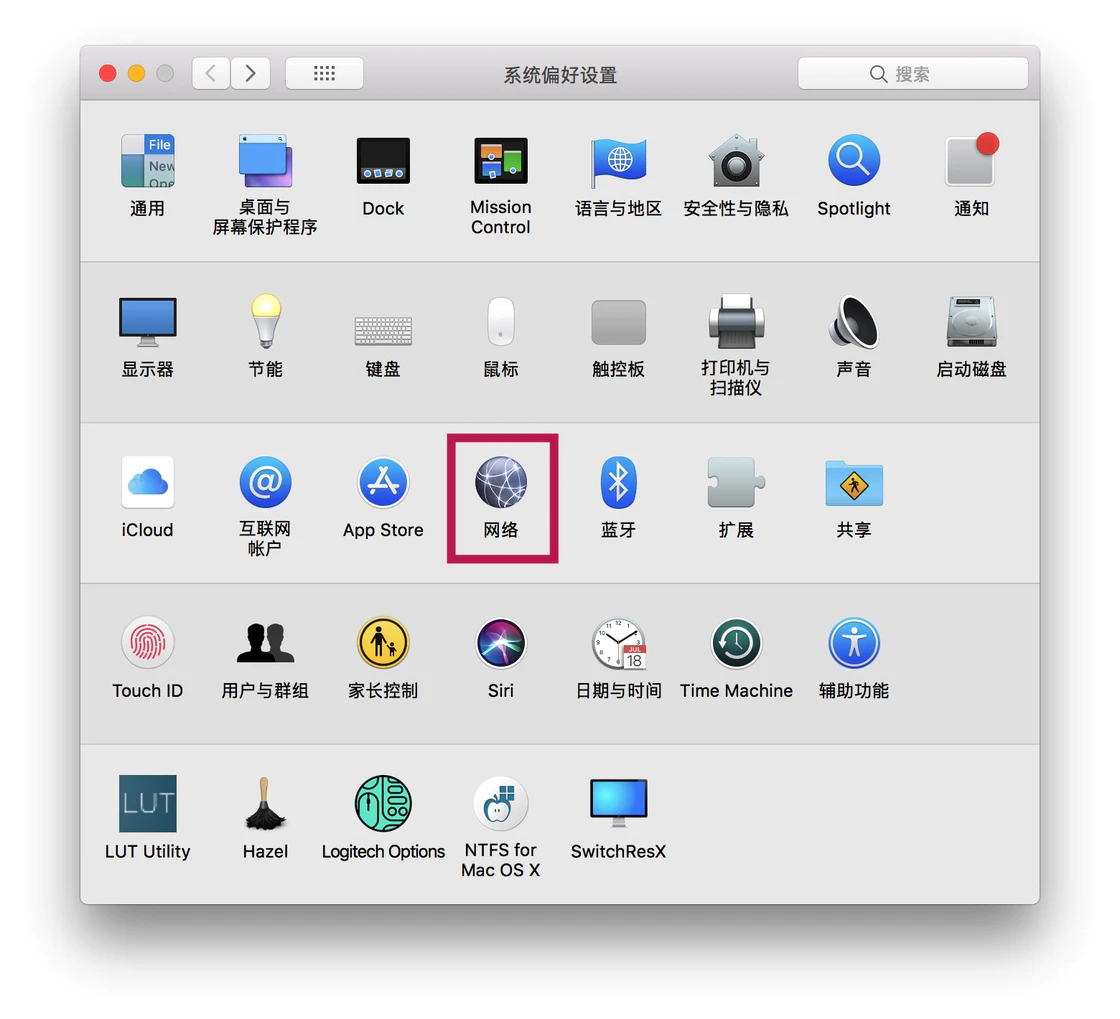 系统偏好设置
搜索
File
New
Ope
通用
桌面与
屏幕保护程序
Dock
Mission
Control
语言与地区
安全性与隐私
Spotlight
通知
显示器
节能
键盘
鼠标
触控板
打印机与
扫描仪
声音
启动磁盘
iCloud
@
互联网
帐户
App Store
网络
蓝牙
扩展
共享
Touch ID
用户与群组
家长控制
Siri
JUL
18
日期与时间
Time Machine
辅助功能
LUT
LUT Utility
Hazel
Logitech Options
NTFS for
Mac OS X
SwitchResX